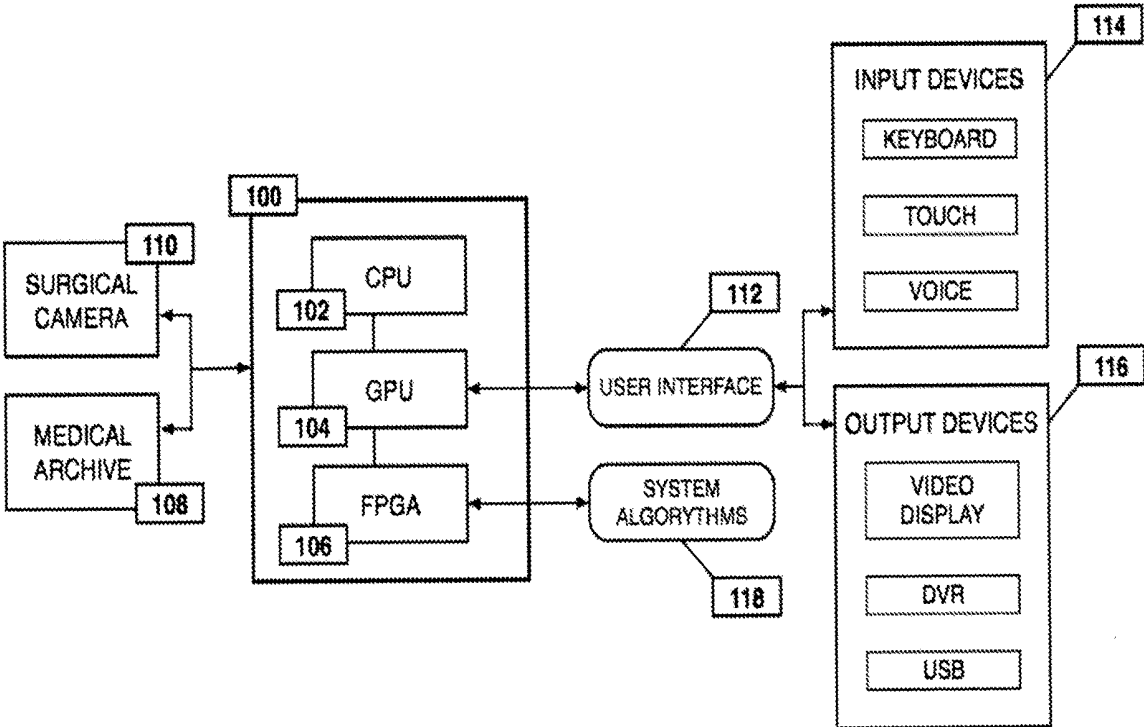 114
INPUT DEVICES
KEYBOARD
TOUCH
VOICE
100
110
SURGICAL
CAMERA
CPU
102
112
GPU
104
USER INTERFACE
116
MEDICAL
ARCHIVE
108
FPGA
106
SYSTEM
ALGORYTHMS
118
OUTPUT DEVICES
VIDEO
DISPLAY
DVR
USB